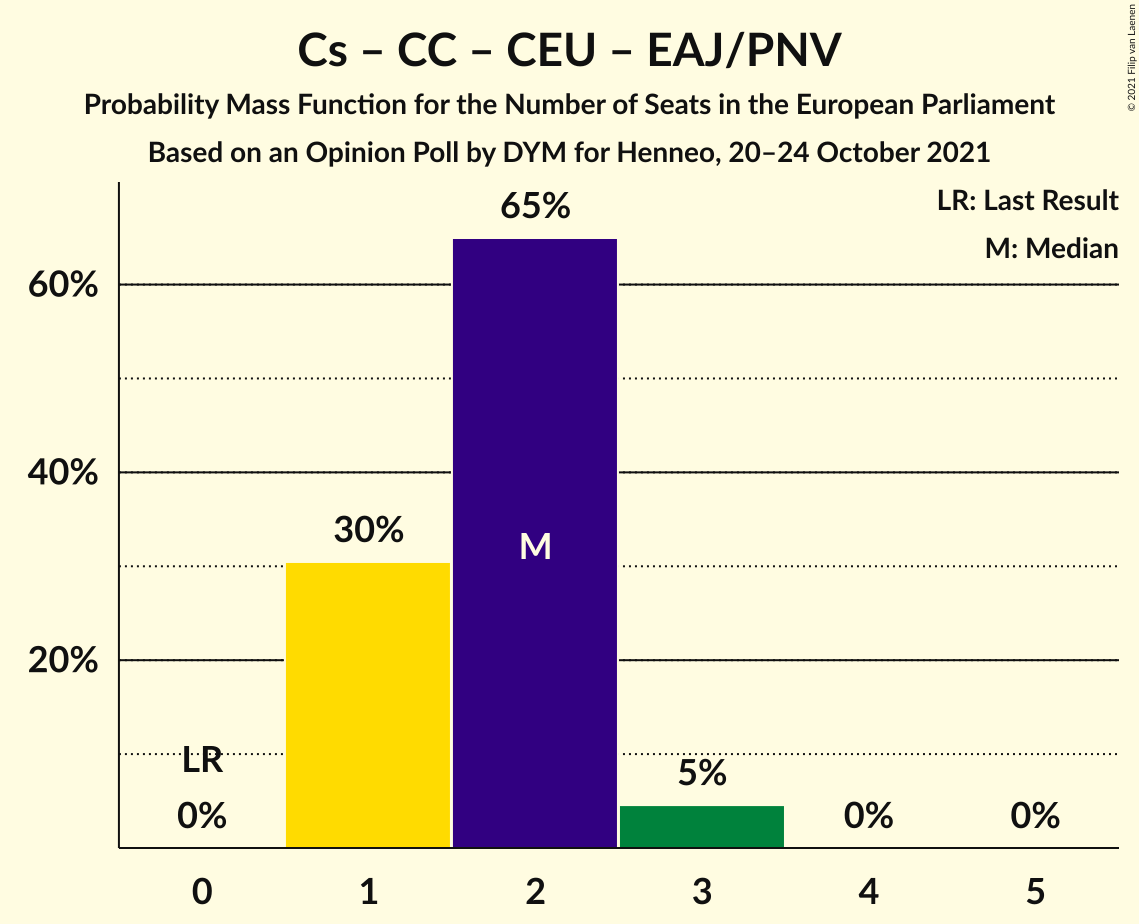 Cs – CC – CEU – EAJ/PNV
Probability Mass Function for the Number of Seats in the European Parliament
Based on an Opinion Poll by DYM for Henneo, 20–24 October 2021
© 2021 Filip van Laenen
LR: Last Result
M: Median
65%
60%
40%
30%
M
20%
LR
5%
0%
0%
0%
0 1 2 3 4 5